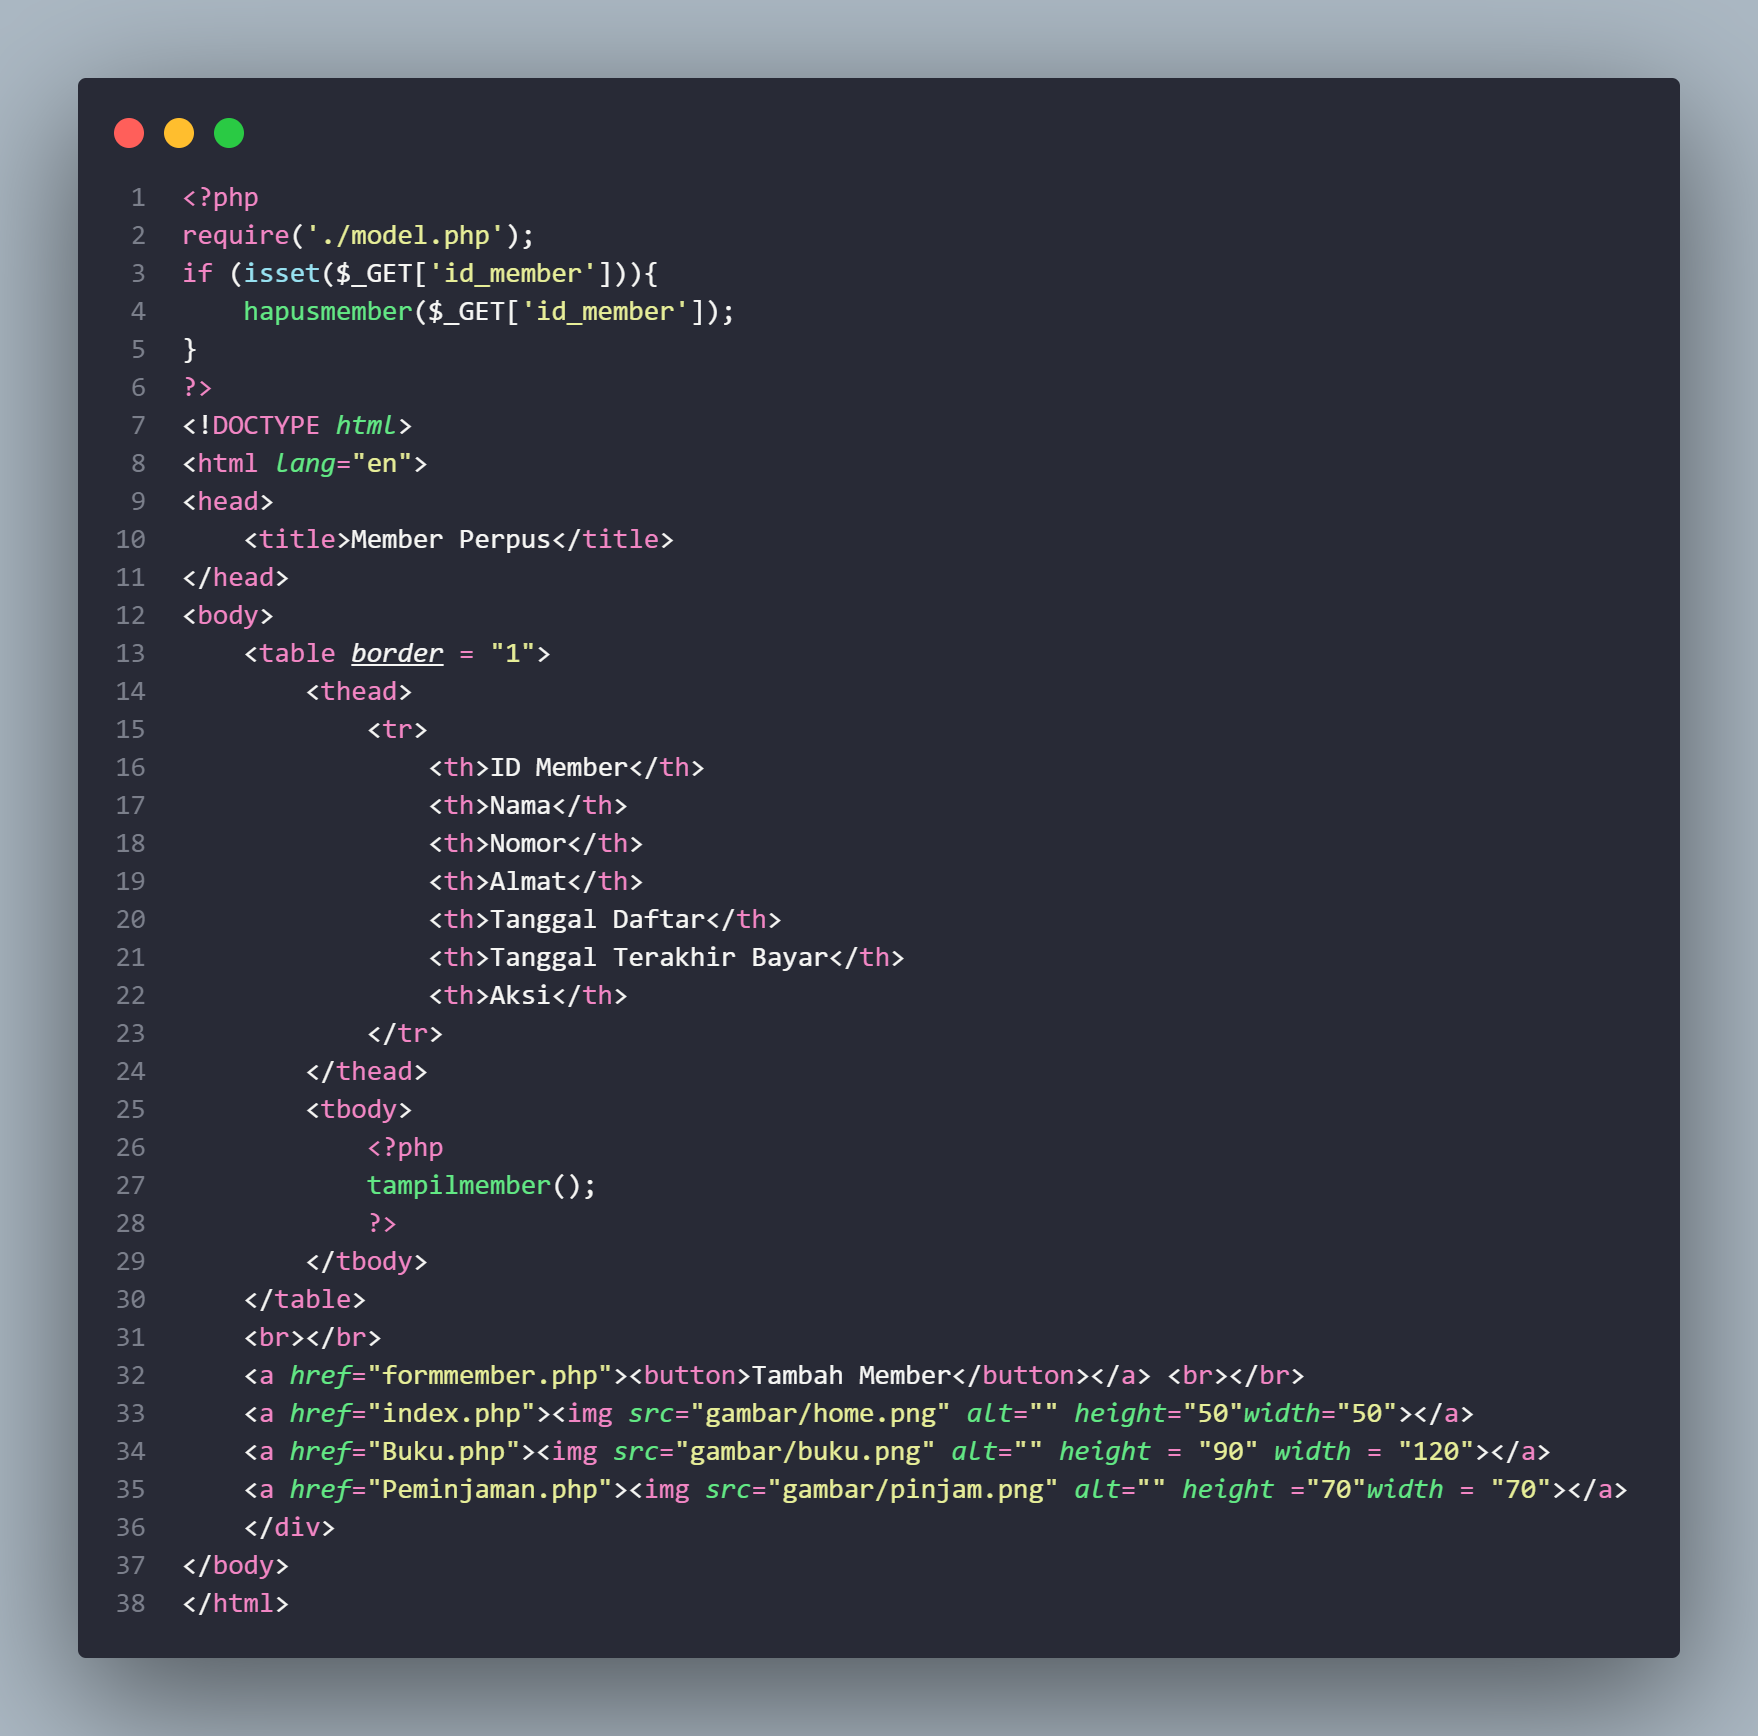 1 <?php
2 require('./model.php');
3 if (isset($_GET['id_member'])){
4     hapusmember($_GET['id_member']);
5 }
6 ?>
7 <!DOCTYPE html>
8 <html lang="en">
9 <head>
10     <title>Member Perpus</title>
11 </head>
12 <body>
13     <table border = "1">
14         <thead>
15             <tr>
16                 <th>ID Member</th>
17                 <th>Nama</th>
18                 <th>Nomor</th>
19                 <th>Almat</th>
20                 <th>Tanggal Daftar</th>
21                 <th>Tanggal Terakhir Bayar</th>
22                 <th>Aksi</th>
23             </tr>
24         </thead>
25         <tbody>
26             <?php
27             tampilmember();
28             ?>
29         </tbody>
30     </table>
31     <br></br>
32     <a href="formmember.php"><button>Tambah Member</button></a> <br></br>
33     <a href="index.php"><img src="gambar/home.png" alt="" height="50"width="50"></a>
34     <a href="Buku.php"><img src="gambar/buku.png" alt="" height = "90" width = "120"></a>
35     <a href="Peminjaman.php"><img src="gambar/pinjam.png" alt="" height ="70"width = "70"></a>
36     </div>
37 </body>
38 </html>